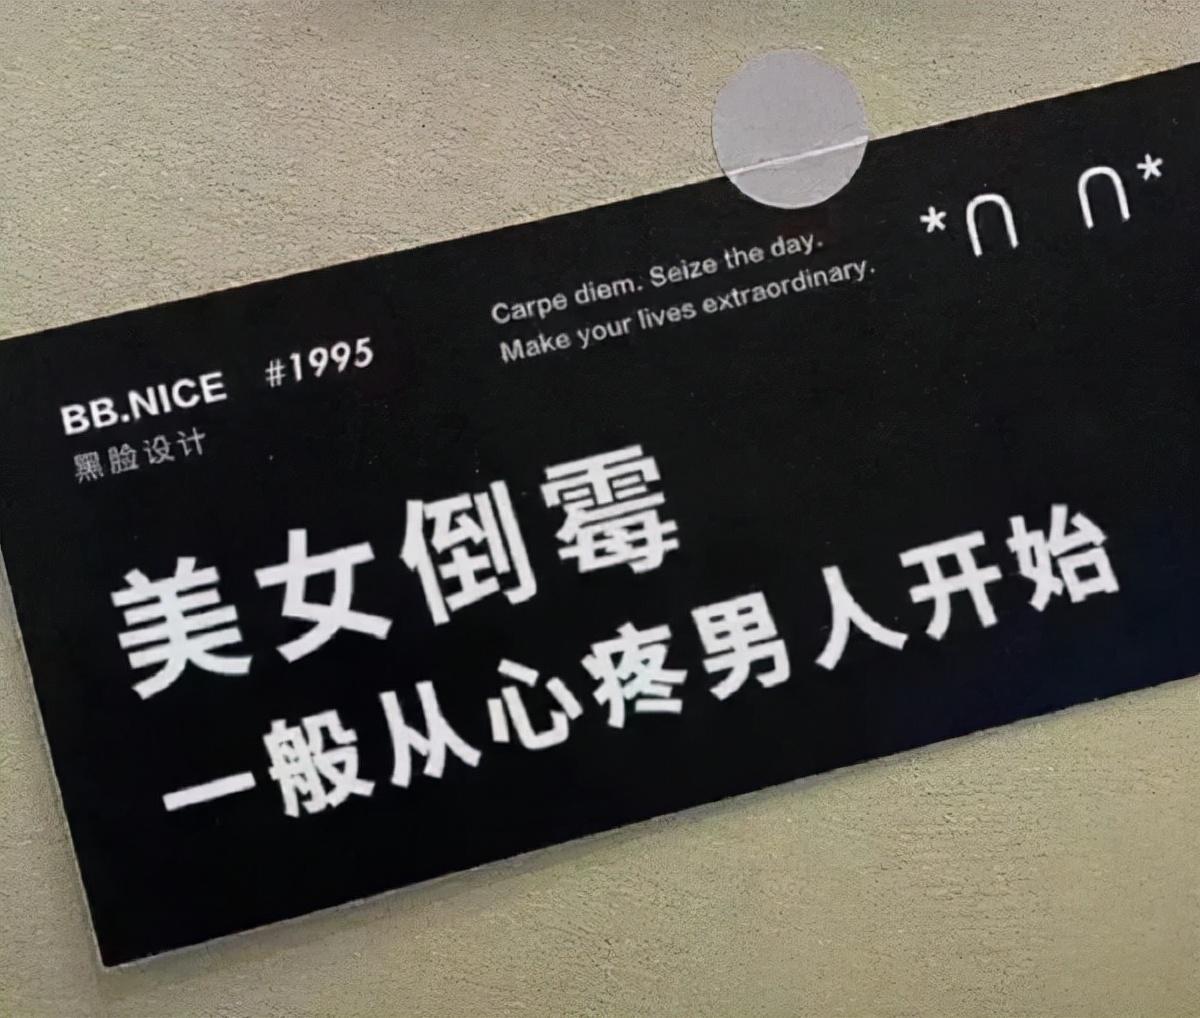 BB.NICE #1995
黑脸设计
Carpe diem. Seize the day.
Make your lives extraordinary.
*∩ ∩*
美女倒霉
一般从心疼男人开始